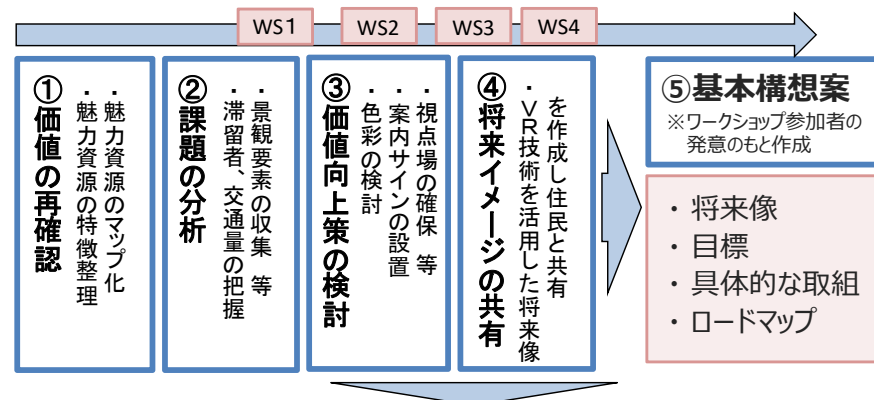 WS1
WS2
WS3
WS4
①価値の再確認
・魅力資源のマップ化
・魅力資源の特徴整理
②課題の分析
・景観要素の収集 等
・滞留者、交通量の把握
③価値向上策の検討
・視点場の確保 等
・案内サインの設置
・色彩の検討
④将来イメージの共有
・VR技術を活用した将来像
を作成し住民と共有
⑤基本構想案
※ワークショップ参加者の
発意のもと作成
・将来像
・目標
・具体的な取組
・ロードマップ